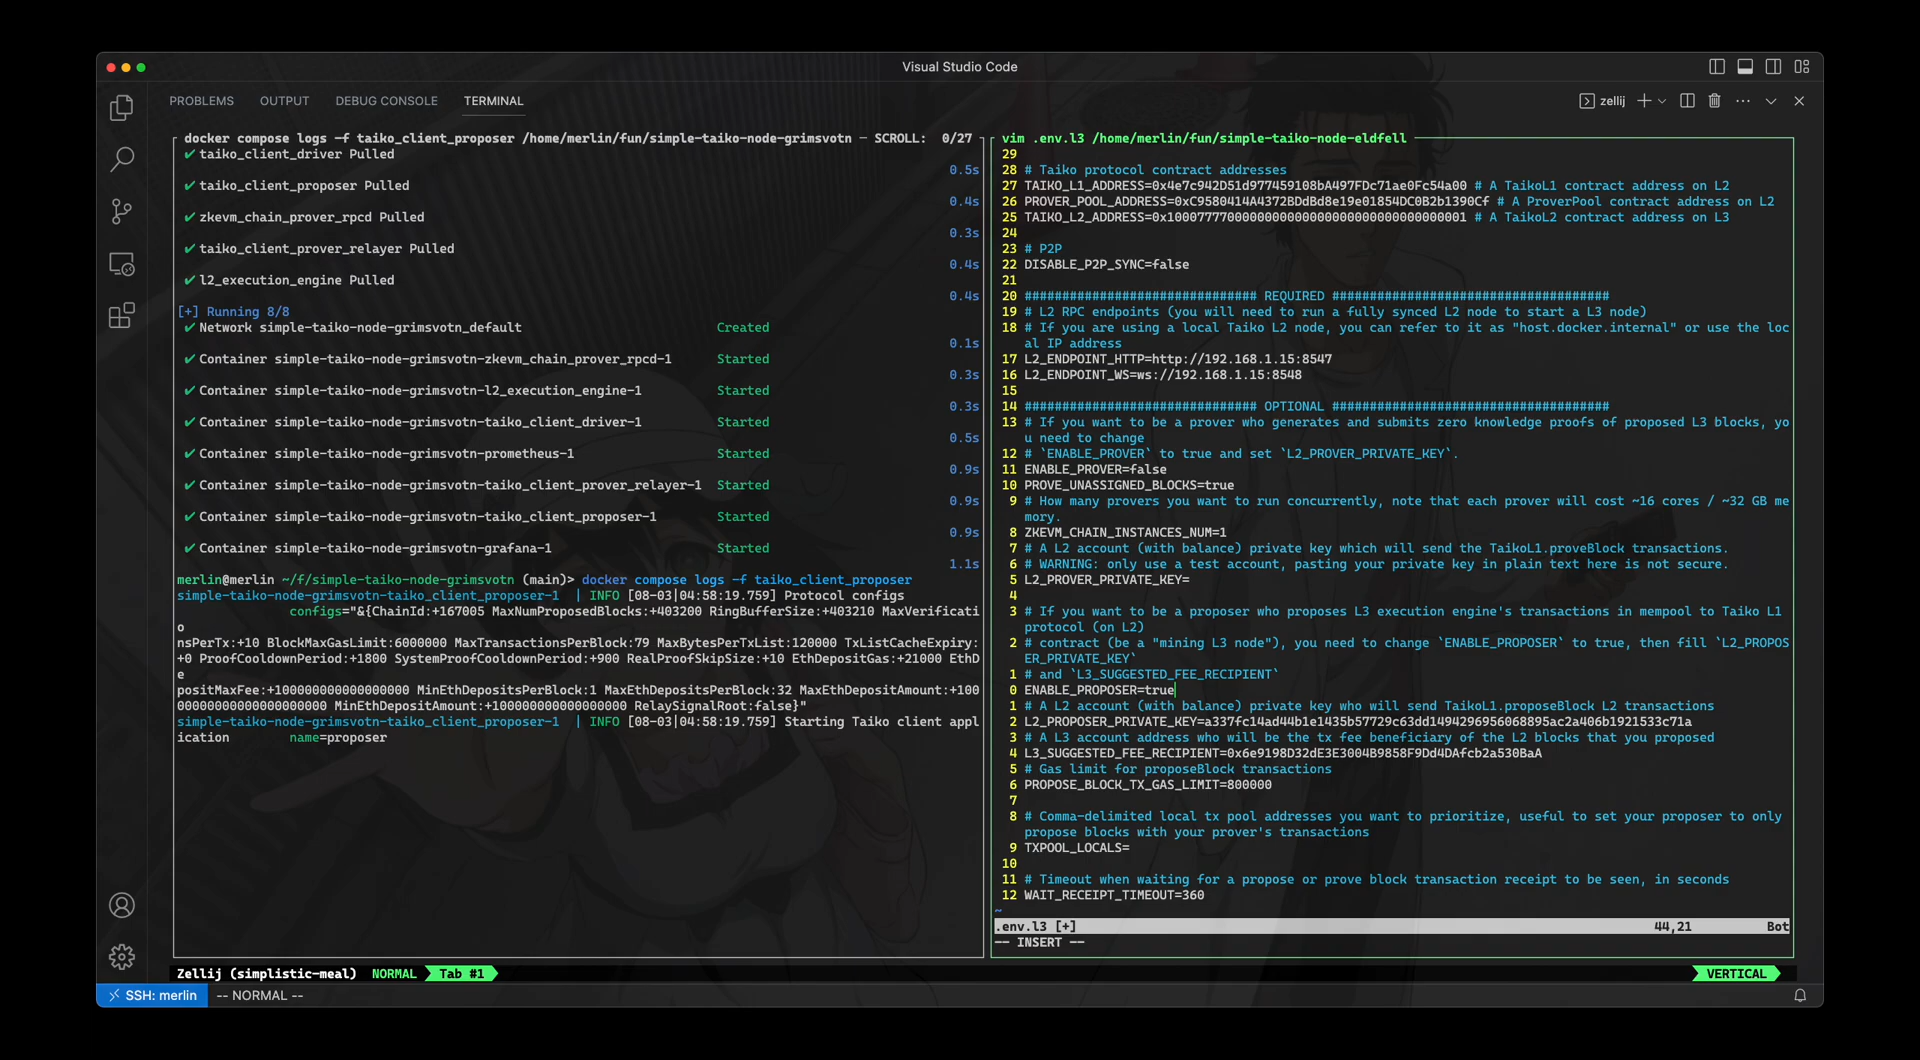 Visual Studio Code
PROBLEMS OUTPUT DEBUG CONSOLE TERMINAL
zellij
docker compose logs -f taiko_client_proposer /home/merlin/fun/simple-taiko-node-grimsvotn — SCROLL: 0/27
✔ taiko_client_driver Pulled
0.5s
✔ taiko_client_proposer Pulled
0.4s
✔ zkevm_chain_prover_rpcd Pulled
0.3s
✔ taiko_client_prover_relayer Pulled
0.4s
✔ l2_execution_engine Pulled
0.4s
[+] Running 8/8
✔ Network simple-taiko-node-grimsvotn_default Created
0.1s
✔ Container simple-taiko-node-grimsvotn-zkevm_chain_prover_rpcd-1 Started
0.3s
✔ Container simple-taiko-node-grimsvotn-l2_execution_engine-1 Started
0.3s
✔ Container simple-taiko-node-grimsvotn-taiko_client_driver-1 Started
0.5s
✔ Container simple-taiko-node-grimsvotn-prometheus-1 Started
0.9s
✔ Container simple-taiko-node-grimsvotn-taiko_client_prover_relayer-1 Started
0.9s
✔ Container simple-taiko-node-grimsvotn-taiko_client_proposer-1 Started
0.9s
✔ Container simple-taiko-node-grimsvotn-grafana-1 Started
1.1s
merlin@merlin ~/f/simple-taiko-node-grimsvotn (main)> docker compose logs -f taiko_client_proposer
simple-taiko-node-grimsvotn-taiko_client_proposer-1 | INFO [08-03|04:58:19.759] Protocol configs
configs="&{ChainId:+167005 MaxNumProposedBlocks:+403200 RingBufferSize:+403210 MaxVerificati
o
nsPerTx:+10 BlockMaxGasLimit:6000000 MaxTransactionsPerBlock:79 MaxBytesPerTxList:120000 TxListCacheExpiry:
+0 ProofCooldownPeriod:+1800 SystemProofCooldownPeriod:+900 RealProofSkipSize:+10 EthDepositGas:+21000 EthD
e
positMaxFee:+100000000000000000 MinEthDepositsPerBlock:1 MaxEthDepositsPerBlock:32 MaxEthDepositAmount:+100
00000000000000000000 MinEthDepositAmount:+1000000000000000000 RelaySignalRoot:false}"
simple-taiko-node-grimsvotn-taiko_client_proposer-1 | INFO [08-03|04:58:19.759] Starting Taiko client appl
ication name=proposer
vim .env.l3 /home/merlin/fun/simple-taiko-node-eldfell
29
28 # Taiko protocol contract addresses
27 TAIKO_L1_ADDRESS=0x4e7c942D51d977459108bA497FDc71ae0Fc54a00 # A TaikoL1 contract address on L2
26 PROVER_POOL_ADDRESS=0xC9580414A4372BDdBd8e19e01854DC0B2b1390Cf # A ProverPool contract address on L2
25 TAIKO_L2_ADDRESS=0x1000777700000000000000000000000000000001 # A TaikoL2 contract address on L3
24
23 # P2P
22 DISABLE_P2P_SYNC=false
21
20 ############################### REQUIRED #####################################
19 # L2 RPC endpoints (you will need to run a fully synced L2 node to start a L3 node)
18 # If you are using a local Taiko L2 node, you can refer to it as "host.docker.internal" or use the loc
al IP address
17 L2_ENDPOINT_HTTP=http://192.168.1.15:8547
16 L2_ENDPOINT_WS=ws://192.168.1.15:8548
15
14 ############################### OPTIONAL #####################################
13 # If you want to be a prover who generates and submits zero knowledge proofs of proposed L3 blocks, yo
u need to change
12 # `ENABLE_PROVER` to true and set `L2_PROVER_PRIVATE_KEY`.
11 ENABLE_PROVER=false
10 PROVE_UNASSIGNED_BLOCKS=true
9 # How many provers you want to run concurrently, note that each prover will cost ~16 cores / ~32 GB me
mory.
8 ZKEVM_CHAIN_INSTANCES_NUM=1
7 # A L2 account (with balance) private key which will send the TaikoL1.proveBlock transactions.
6 # WARNING: only use a test account, pasting your private key in plain text here is not secure.
5 L2_PROVER_PRIVATE_KEY=
4
3 # If you want to be a proposer who proposes L3 execution engine's transactions in mempool to Taiko L1
protocol (on L2)
2 # contract (be a "mining L3 node"), you need to change `ENABLE_PROPOSER` to true, then fill `L2_PROPOS
ER_PRIVATE_KEY`
1 # and `L3_SUGGESTED_FEE_RECIPIENT`
0 ENABLE_PROPOSER=true
1 # A L2 account (with balance) private key who will send TaikoL1.proposeBlock L2 transactions
2 L2_PROPOSER_PRIVATE_KEY=a337fc14ad44b1e1435b57729c63dd1494296956068895ac2a406b1921533c71a
3 # A L3 account address who will be the tx fee beneficiary of the L2 blocks that you proposed
4 L3_SUGGESTED_FEE_RECIPIENT=0x6e9198D32dE3E3004B9858F9Dd4DAfcb2a530BaA
5 # Gas limit for proposeBlock transactions
6 PROPOSE_BLOCK_TX_GAS_LIMIT=800000
7
8 # Comma-delimited local tx pool addresses you want to prioritize, useful to set your proposer to only
propose blocks with your prover's transactions
9 TXPOOL_LOCALS=
10
11 # Timeout when waiting for a propose or prove block transaction receipt to be seen, in seconds
12 WAIT_RECEIPT_TIMEOUT=360
~
.env.l3 [+] 44,21 Bot
-- INSERT --
Zellij (simplistic-meal) NORMAL Tab #1 VERTICAL
SSH: merlin -- NORMAL --